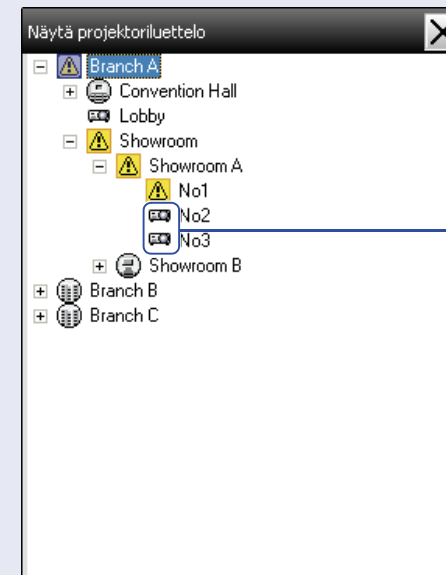 Näytä projektoriluettelo
Branch A
Convention Hall
Lobby
Showroom
Showroom A
No1
No2
No3
Showroom B
Branch B
Branch C